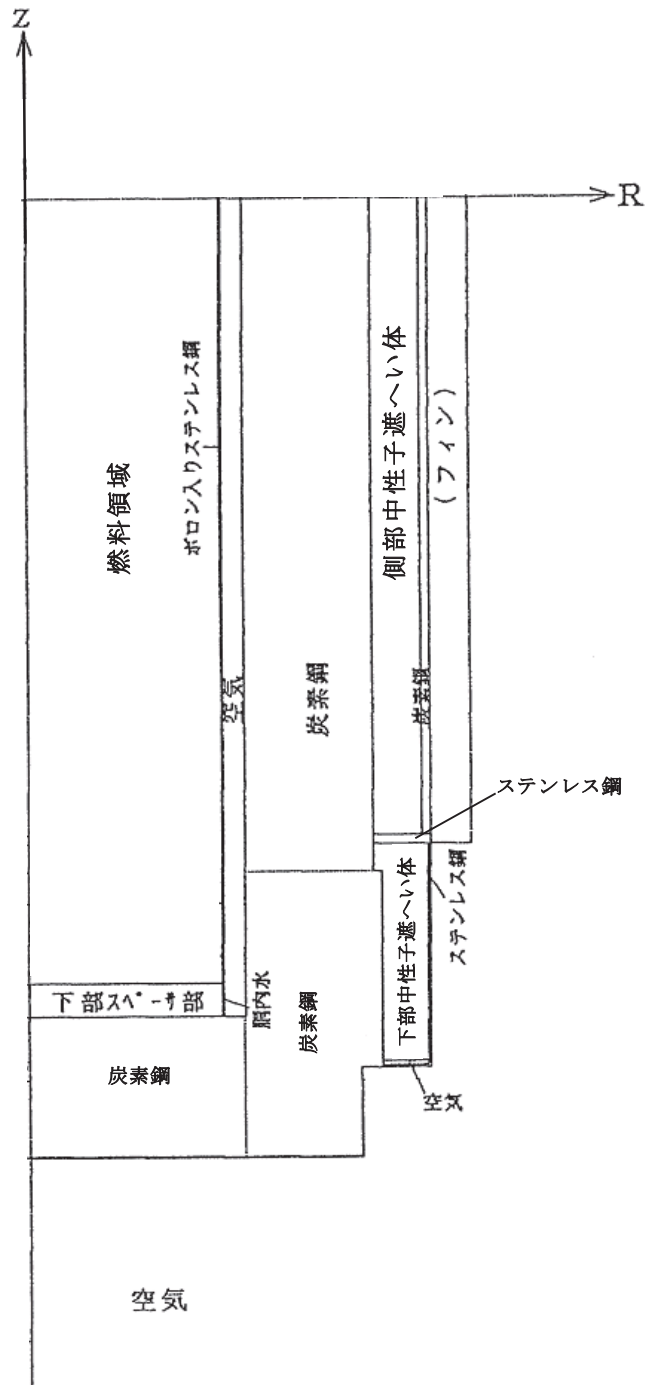 Z
R
燃料領域
ボロン入りステンレス鋼
空気
炭素鋼
側部中性子遮へい体
炭素鋼
(フィン)
ステンレス鋼
下部中性子遮へい体
ステンレス鋼
下部スペーサ部
胴内水
炭素鋼
炭素鋼
空気
空気